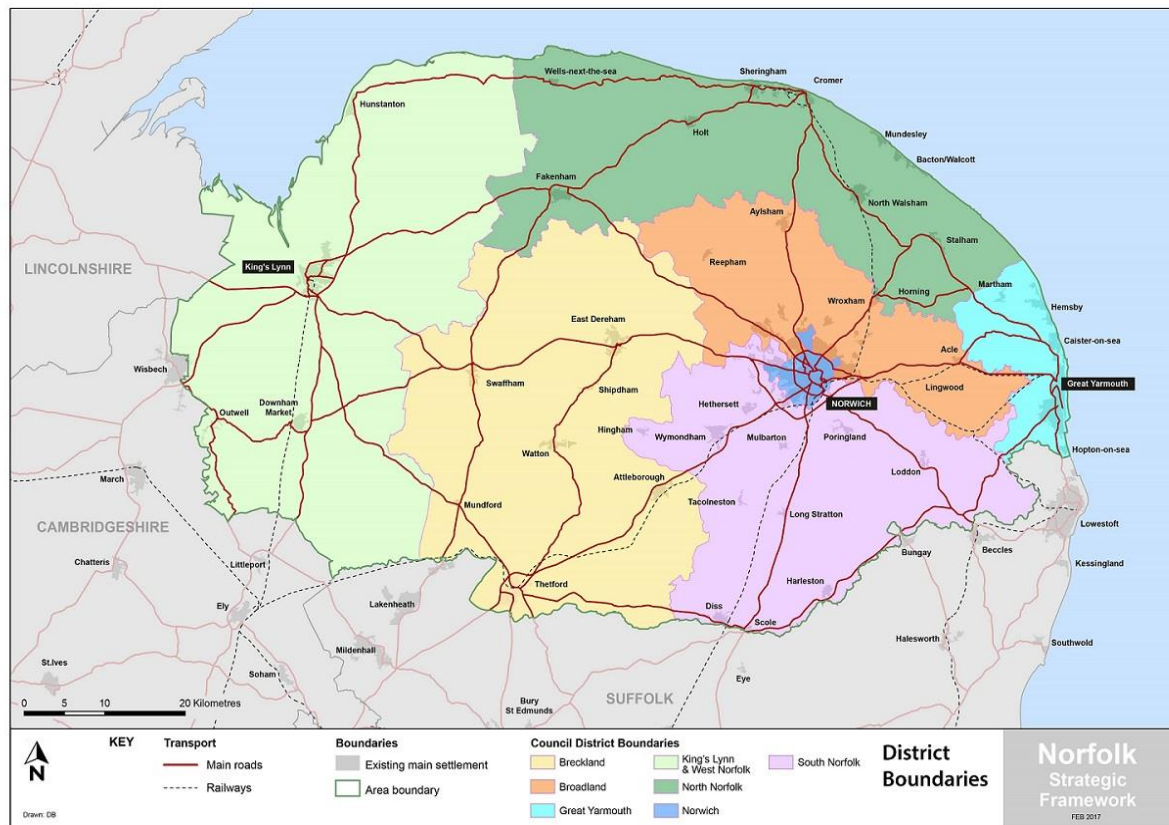 Wells-next-the-sea
Sheringham
Cromer
Hunstanton
Holt
Mundesley
Bacton/Walcott
Fakenham
North Walsham
Aylsham
Stalham
King's Lynn
Reepham
LINCOLNSHIRE
Wroxham
Horning
Martham
Hemsby
East Dereham
Caister-on-sea
Acle
Wisbech
Swaffham
Shipdham
Lingwood
Great Yarmouth
Outwell
Downham
Market
Hethersett
NORWICH
Hingham
Wymondham
Mulbarton
Poringland
Watton
Hopton-on-sea
Loddon
Attleborough
March
Mundford
Tacolneston
Long Stratton
CAMBRIDGESHIRE
Lowestoft
Bungay
Beccles
Chatteris
Littleport
Kessingland
Thetford
Harleston
Ely
Lakenheath
Diss
Scole
Halesworth
Southwold
Mildenhall
St.Ives
Soham
Eye
SUFFOLK
Bury
St Edmunds
0 5 10 20 Kilometres
N
Drawn: DB
KEY
Transport
Main roads
Railways
Boundaries
Existing main settlement
Area boundary
Council District Boundaries
Breckland
Broadland
Great Yarmouth
King's Lynn
& West Norfolk
North Norfolk
Norwich
South Norfolk
District
Boundaries
Norfolk
Strategic
Framework
FEB 2017